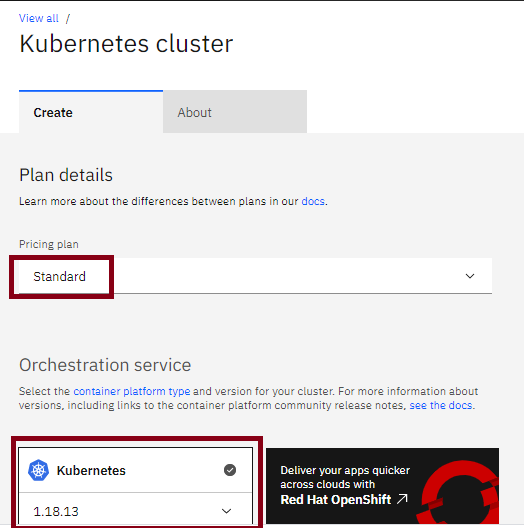 View all /
Kubernetes cluster
Create
About
Plan details
Learn more about the differences between plans in our docs.
Pricing plan
Standard
Orchestration service
Select the container platform type and version for your cluster. For more information about
versions, including links to the container platform community release notes, see the docs.
Kubernetes
1.18.13
Deliver your apps quicker
across clouds with
Red Hat OpenShift